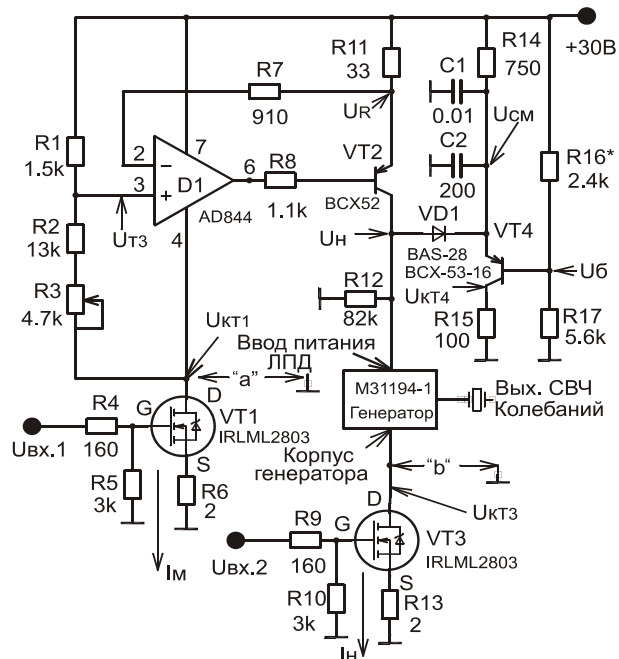 +30В
R11
33
R14
750
C1
0.01
Uсм
R7
910
UR
R1
1.5k
2
7
3
D1
6
R8
1.1k
AD844
4
VT2
BCX52
C2
200
R16*
2.4k
R2
13k
Uт3
Uн
VD1
BAS-28
VT4
BCX-53-16
Uб
R3
4.7k
Uкт1
R12
82k
Uкт4
R15
100
R17
5.6k
Ввод питания
ЛПД
"a"
M31194-1
Генератор
Вых. СВЧ
Колебаний
Uвх.1
R4
160
G
D
VT1
IRLML2803
S
R5
3k
R6
2
Iм
Корпус
генератора
"b"
Uкт3
Uвх.2
R9
160
G
D
VT3
IRLML2803
S
R10
3k
R13
2
Iн